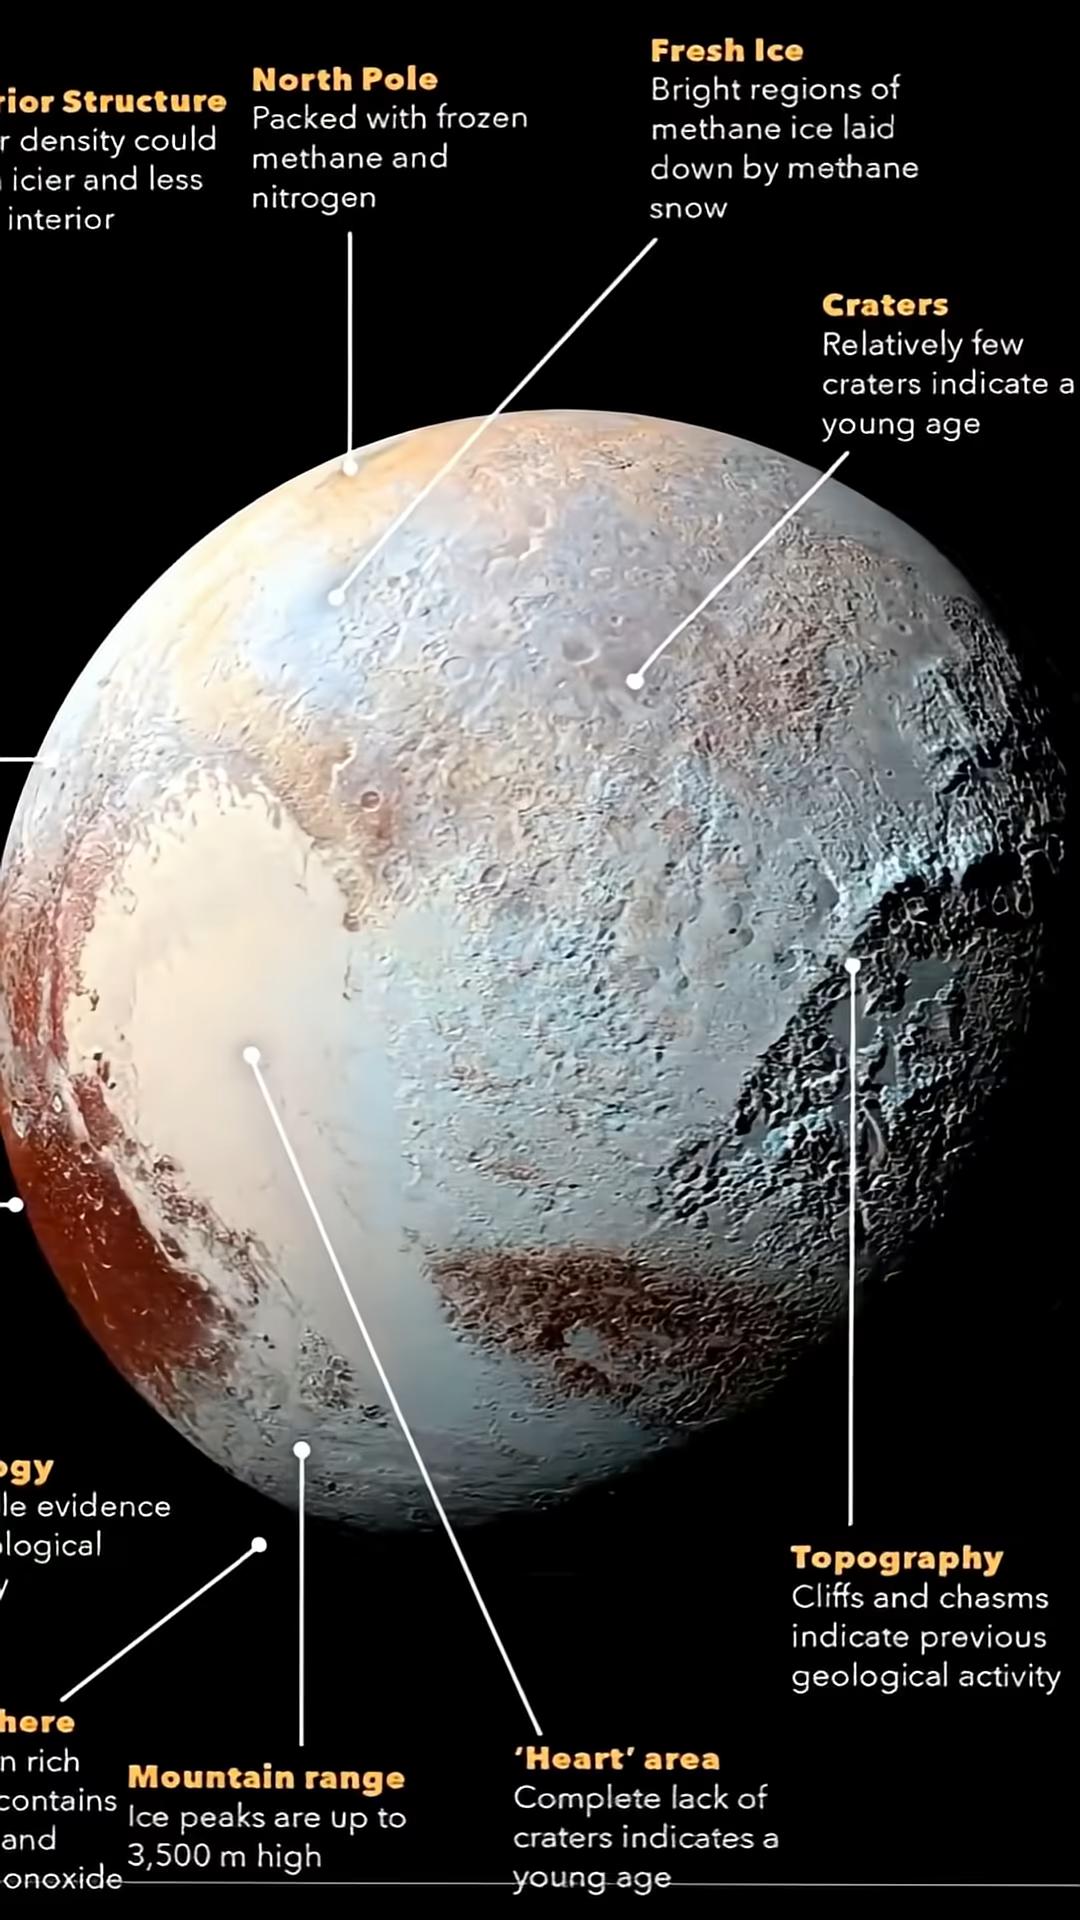 rior Structure
r density could
icier and less
interior
North Pole
Packed with frozen
methane and
nitrogen
Fresh Ice
Bright regions of
methane ice laid
down by methane
snow
Craters
Relatively few
craters indicate a
young age
ogy
le evidence
logical
y
Topography
Cliffs and chasms
indicate previous
geological activity
here
n rich
contains
and
onoxide
Mountain range
Ice peaks are up to
3,500 m high
‘Heart’ area
Complete lack of
craters indicates a
young age